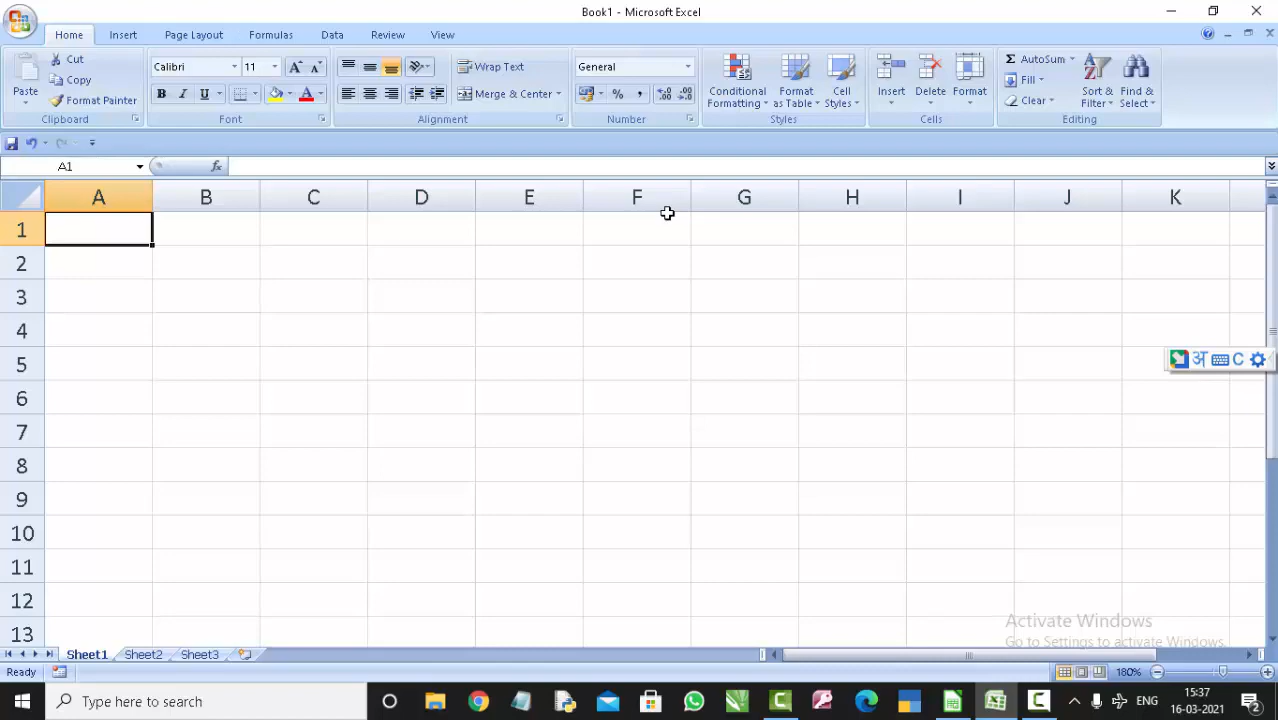 Book1 - Microsoft Excel
Home Insert Page Layout Formulas Data Review View
Cut
Copy
Format Painter
Paste
Clipboard
Calibri 11
B I U A
Font
Wrap Text
Merge & Center
Alignment
General
% ,
Number
Conditional Formatting
Format as Table
Cell Styles
Styles
Insert Delete Format
Cells
Σ AutoSum
Fill
Clear
Sort & Filter
Find & Select
Editing
A1 fx
A B C D E F G H I J K
1
2
3
4
5
अ C
6
7
8
9
10
11
12
Activate Windows
13
Go to Settings to activate Windows.
Sheet1 Sheet2 Sheet3
Ready 180%
Type here to search
ENG
15:37
16-03-2021
2